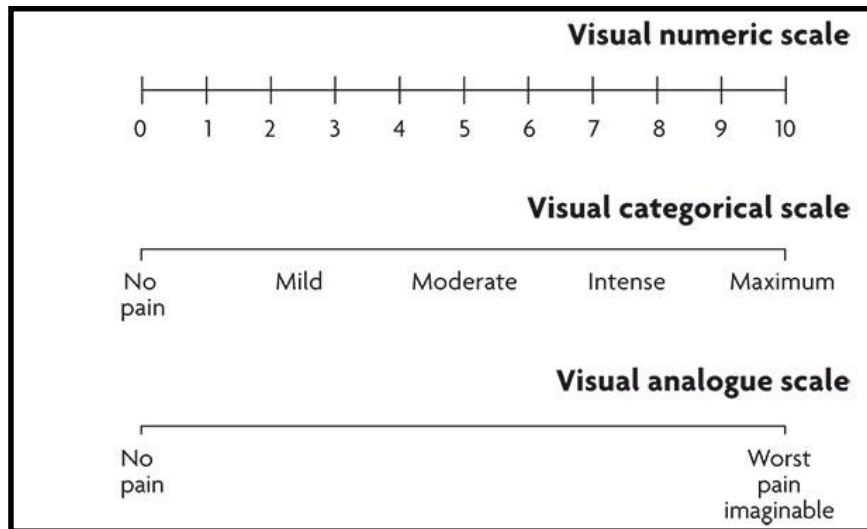 Visual numeric scale
0 1 2 3 4 5 6 7 8 9 10
Visual categorical scale
No pain Mild Moderate Intense Maximum
Visual analogue scale
No pain Worst pain imaginable